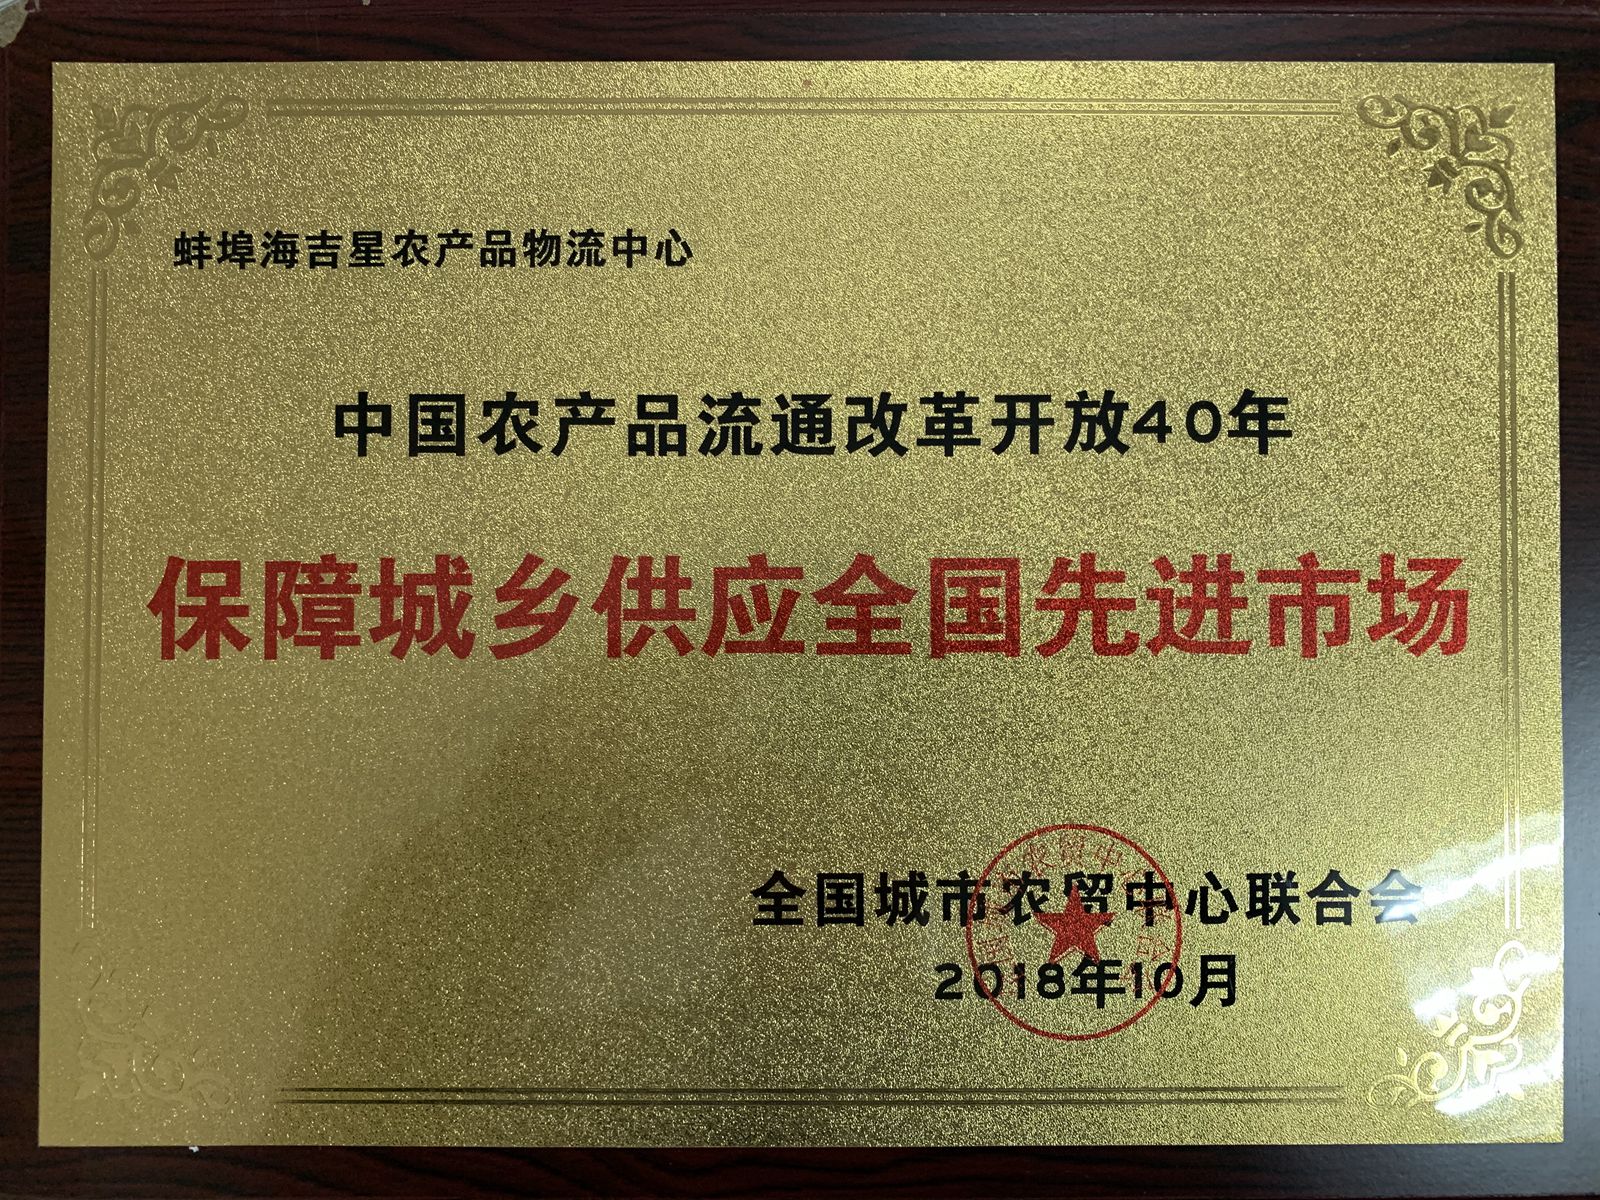 蚌埠海吉星农产品物流中心
中国农产品流通改革开放40年
保障城乡供应全国先进市场
全国城市农贸中心联合会
2018年10月